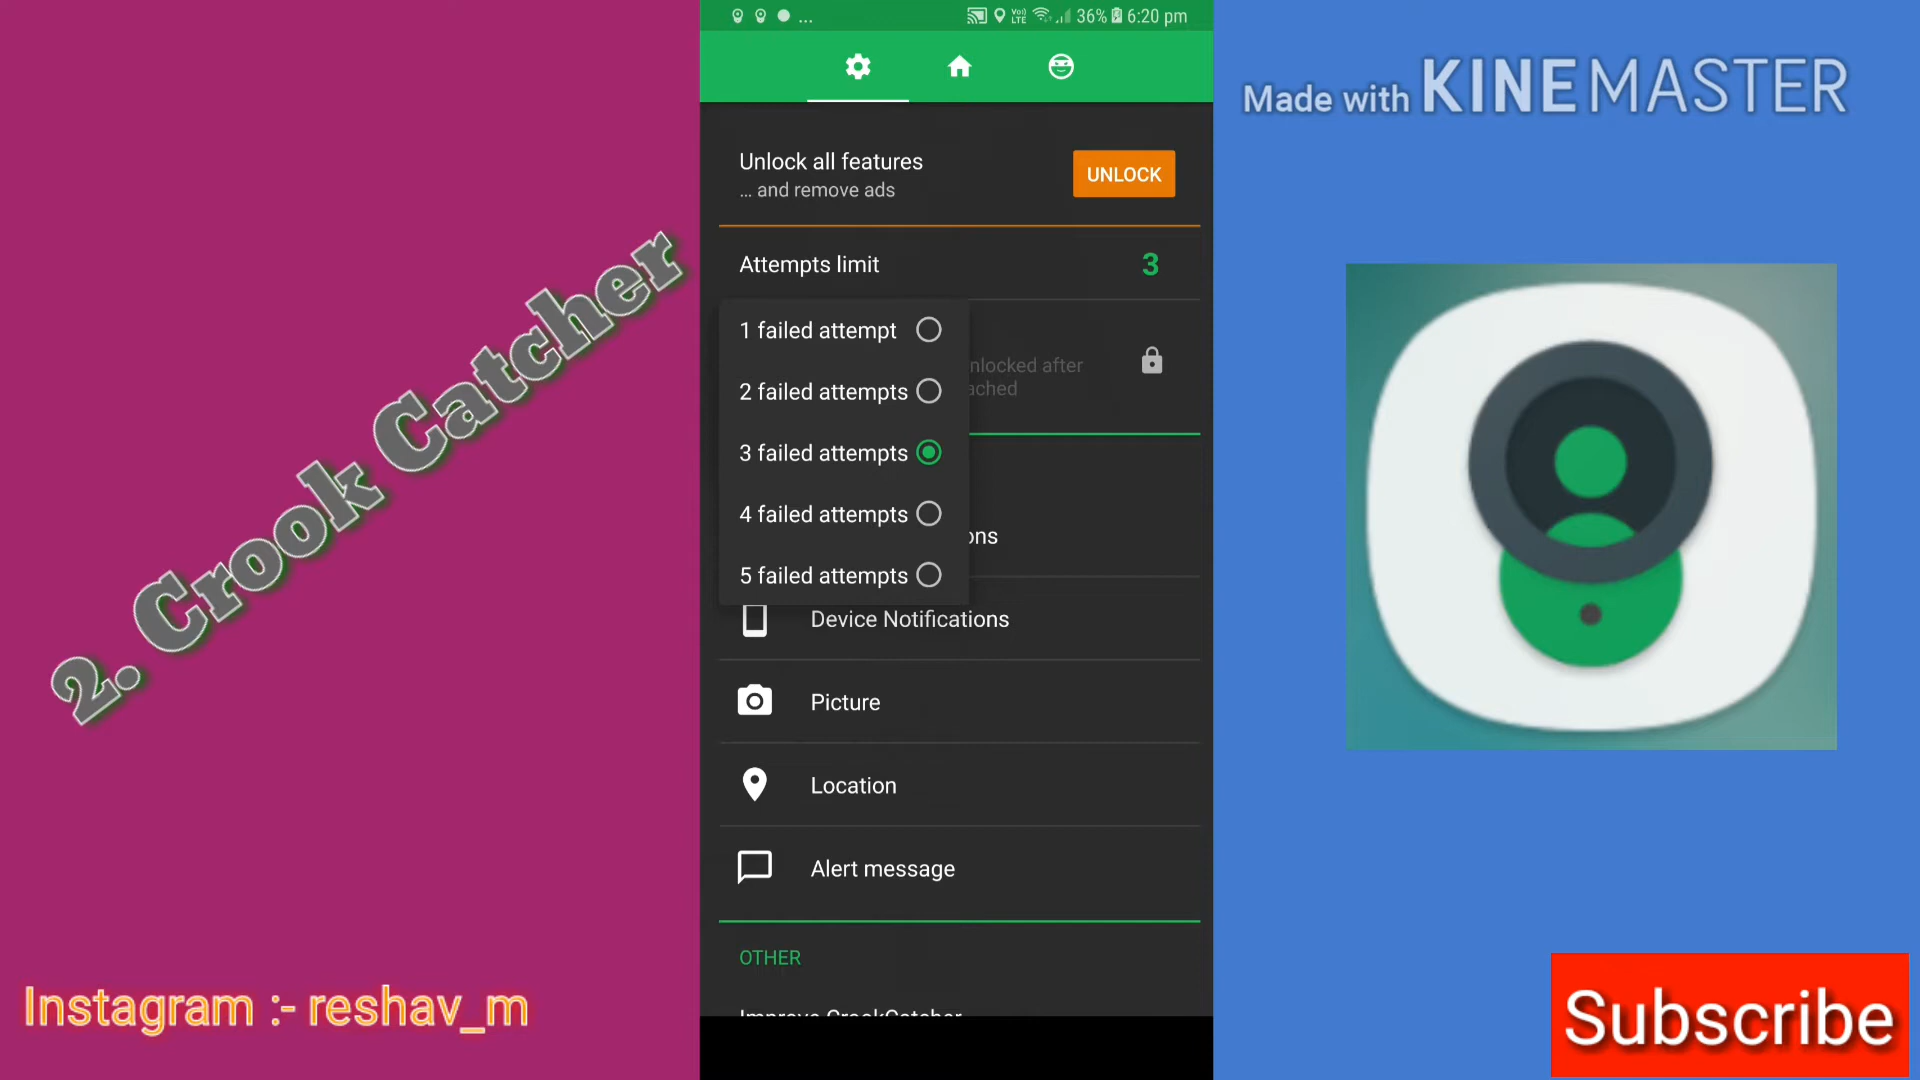 ... 36% 6:20 pm
Made with KINEMASTER
Unlock all features
... and remove ads
UNLOCK
Attempts limit
3
1 failed attempt
2 failed attempts
3 failed attempts
4 failed attempts
5 failed attempts
nlocked after
ached
ons
Device Notifications
Picture
Location
Alert message
OTHER
Improve CrookCatcher
2. Crook Catcher
Instagram :- reshav_m
Subscribe